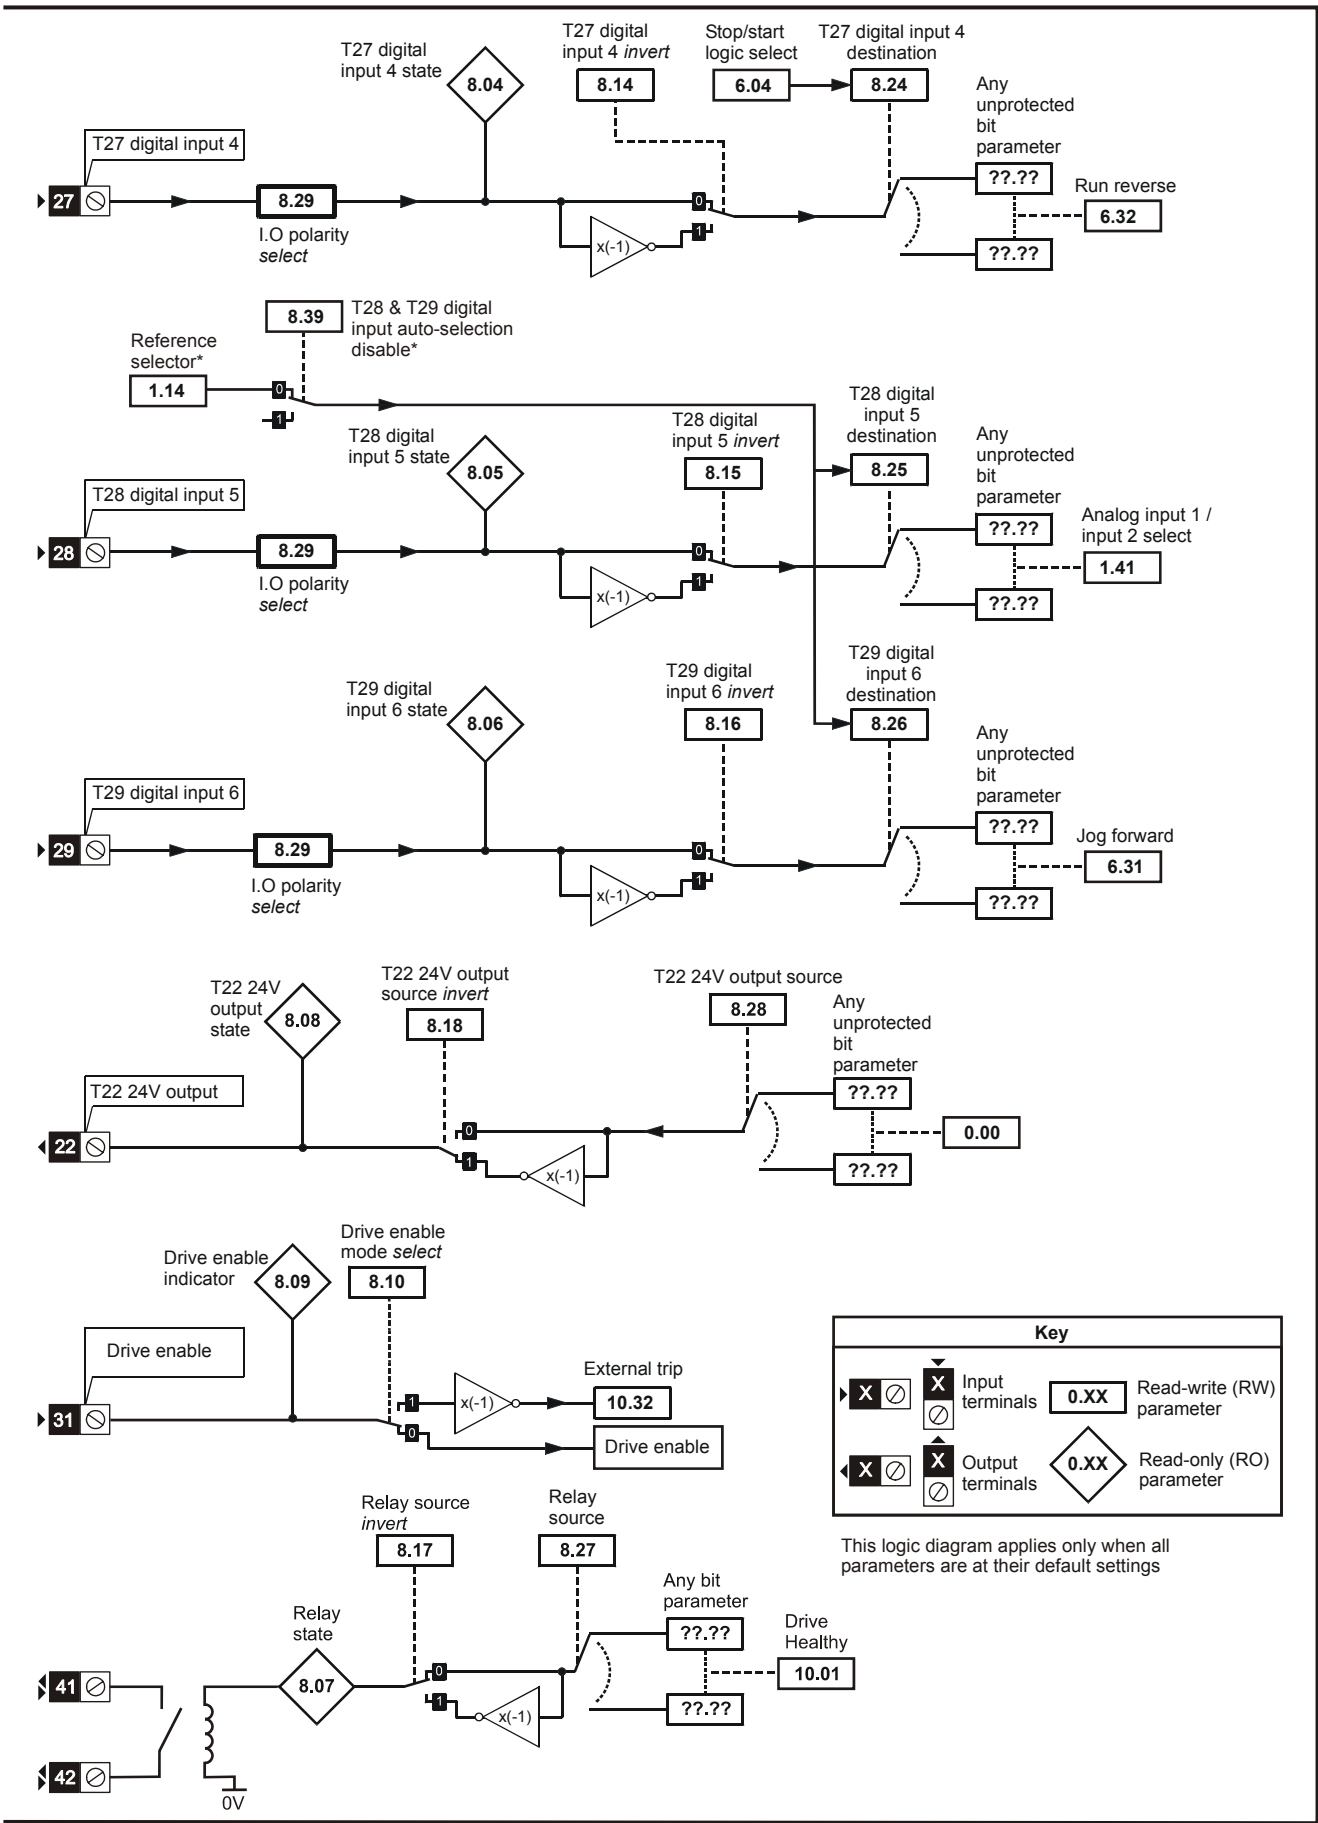 T27 digital
input 4 state
8.04
T27 digital
input 4 invert
8.14
Stop/start
logic select
6.04
T27 digital input 4
destination
8.24
Any
unprotected
bit
parameter
??.??
??.??
Run reverse
6.32
T27 digital input 4
27
8.29
I.O polarity
select
x(-1)
0
1
8.39
T28 & T29 digital
input auto-selection
disable*
Reference
selector*
1.14
0
1
T28 digital
input 5 state
8.05
T28 digital
input 5 invert
8.15
T28 digital
input 5
destination
8.25
Any
unprotected
bit
parameter
??.??
??.??
Analog input 1 /
input 2 select
1.41
T28 digital input 5
28
8.29
I.O polarity
select
x(-1)
0
1
T29 digital
input 6 state
8.06
T29 digital
input 6 invert
8.16
T29 digital
input 6
destination
8.26
Any
unprotected
bit
parameter
??.??
??.??
Jog forward
6.31
T29 digital input 6
29
8.29
I.O polarity
select
x(-1)
0
1
T22 24V
output
state
8.08
T22 24V output
source invert
8.18
T22 24V output source
8.28
Any
unprotected
bit
parameter
??.??
??.??
0.00
T22 24V output
22
0
1
x(-1)
Drive enable
indicator
8.09
Drive enable
mode select
8.10
Drive enable
31
1
0
x(-1)
External trip
10.32
Drive enable
Key
X
X
Input
terminals
0.XX
Read-write (RW)
parameter
X
X
Output
terminals
0.XX
Read-only (RO)
parameter
This logic diagram applies only when all
parameters are at their default settings
Relay source
invert
8.17
Relay
source
8.27
Any bit
parameter
??.??
??.??
Drive
Healthy
10.01
Relay
state
8.07
0
1
x(-1)
41
42
0V